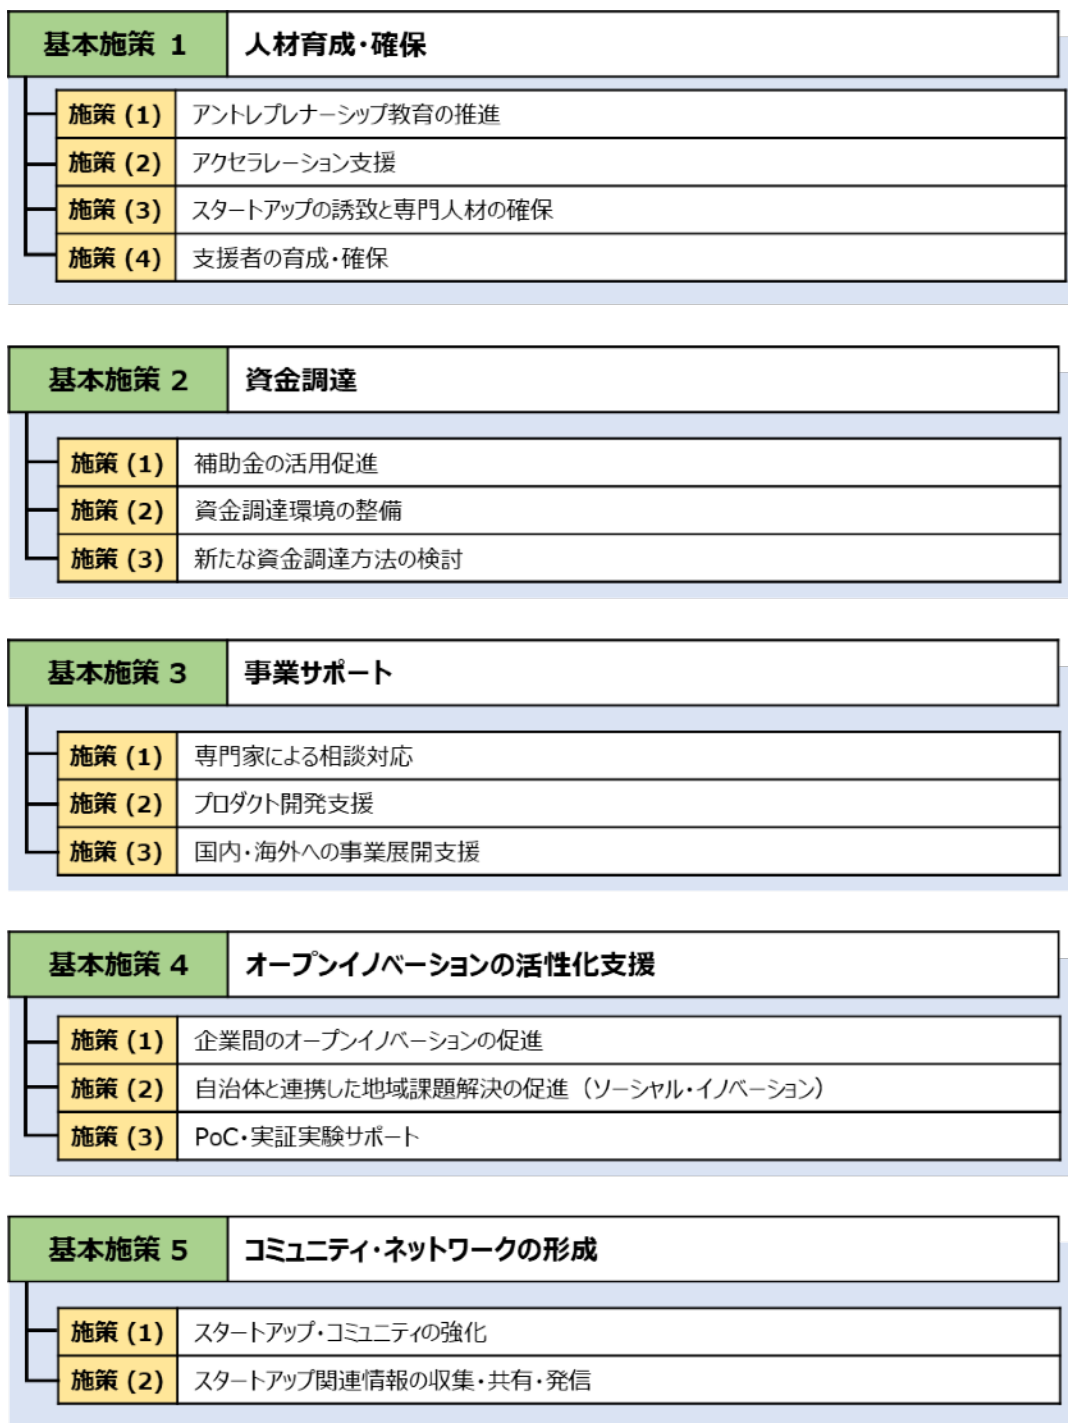 基本施策 1 人材育成・確保
施策 (1) アントレプレナーシップ教育の推進
施策 (2) アクセラレーション支援
施策 (3) スタートアップの誘致と専門人材の確保
施策 (4) 支援者の育成・確保
基本施策 2 資金調達
施策 (1) 補助金の活用促進
施策 (2) 資金調達環境の整備
施策 (3) 新たな資金調達方法の検討
基本施策 3 事業サポート
施策 (1) 専門家による相談対応
施策 (2) プロダクト開発支援
施策 (3) 国内・海外への事業展開支援
基本施策 4 オープンイノベーションの活性化支援
施策 (1) 企業間のオープンイノベーションの促進
施策 (2) 自治体と連携した地域課題解決の促進（ソーシャル・イノベーション）
施策 (3) PoC・実証実験サポート
基本施策 5 コミュニティ・ネットワークの形成
施策 (1) スタートアップ・コミュニティの強化
施策 (2) スタートアップ関連情報の収集・共有・発信